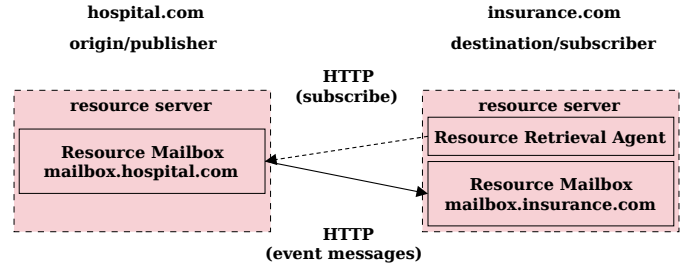 hospital.com
origin/publisher
insurance.com
destination/subscriber
HTTP
(subscribe)
resource server
Resource Mailbox
mailbox.hospital.com
resource server
Resource Retrieval Agent
Resource Mailbox
mailbox.insurance.com
HTTP
(event messages)